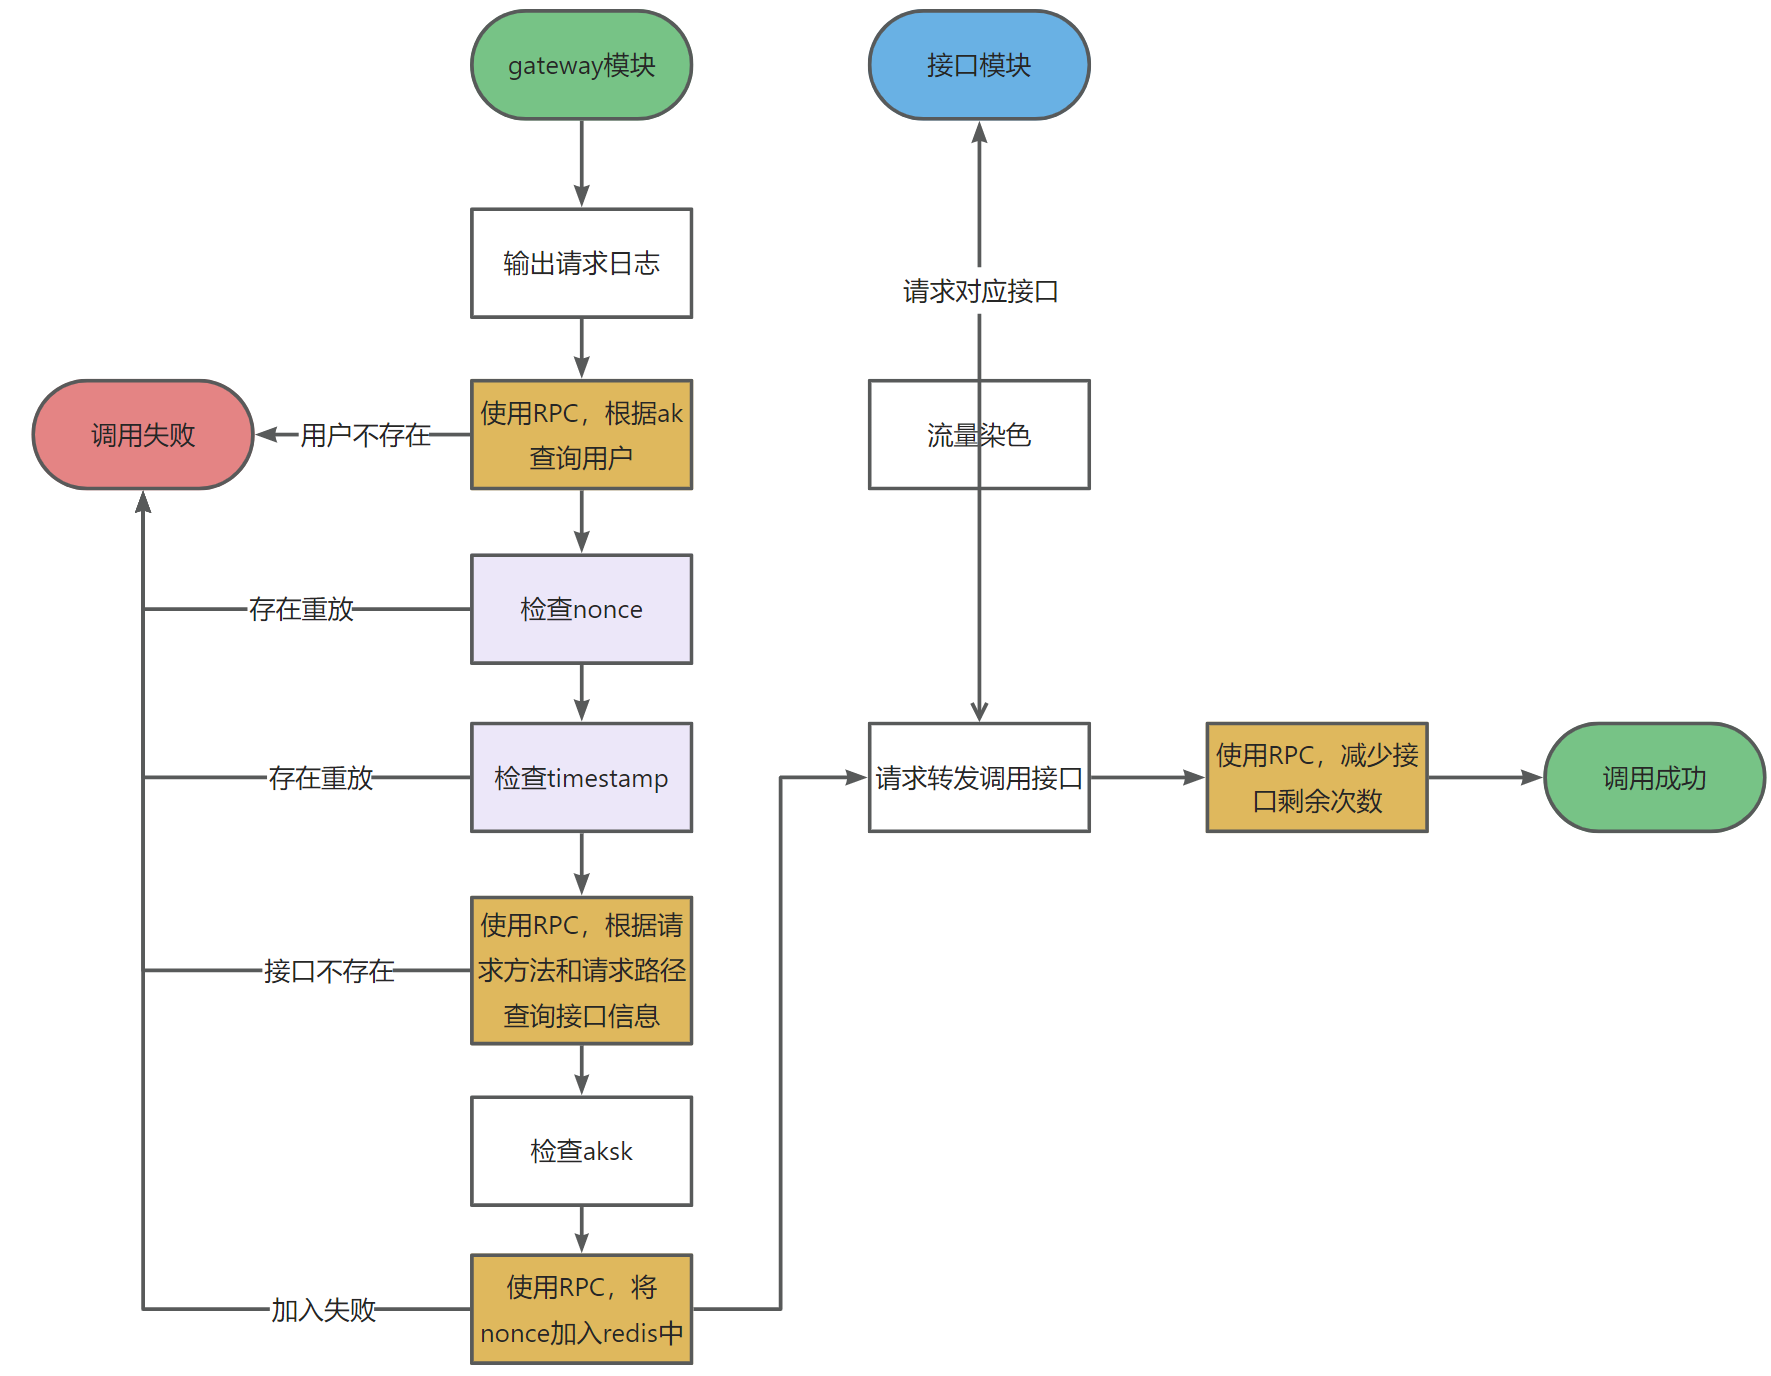 gateway模块
接口模块
输出请求日志
请求对应接口
调用失败
用户不存在
使用RPC，根据ak
查询用户
流量染色
存在重放
检查nonce
存在重放
检查timestamp
请求转发调用接口
使用RPC，减少接
口剩余次数
调用成功
接口不存在
使用RPC，根据请
求方法和请求路径
查询接口信息
检查aksk
加入失败
使用RPC，将
nonce加入redis中